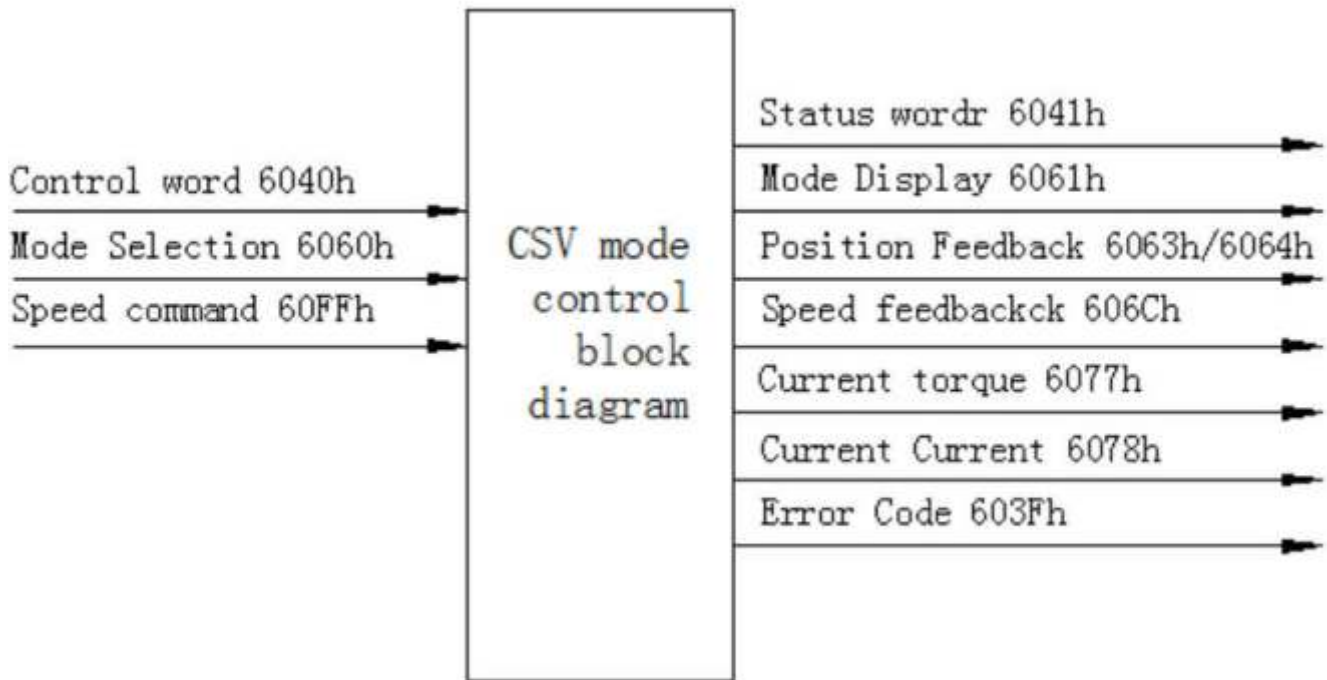 Control word 6040h
Mode Selection 6060h
Speed command 60FFh
CSV mode
control
block
diagram
Status wordr 6041h
Mode Display 6061h
Position Feedback 6063h/6064h
Speed feedbackck 606Ch
Current torque 6077h
Current Current 6078h
Error Code 603Fh